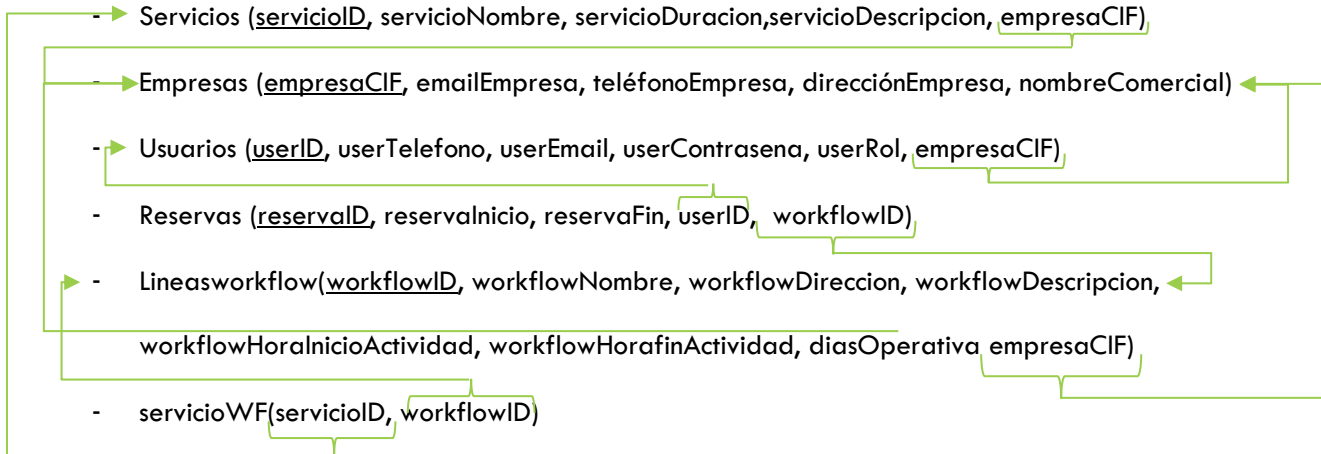 - Servicios (servicioID, servicioNombre, servicioDuracion,servicioDescripcion, empresaCIF)
- Empresas (empresaCIF, emailEmpresa, teléfonoEmpresa, direcciónEmpresa, nombreComercial)
- Usuarios (userID, userTelefono, userEmail, userContrasena, userRol, empresaCIF)
- Reservas (reservaID, reservaInicio, reservaFin, userID, workflowID)
- Lineasworkflow(workflowID, workflowNombre, workflowDireccion, workflowDescripcion,
workflowHoraInicioActividad, workflowHorafinActividad, diasOperativa empresaCIF)
- servicioWF(servicioID, workflowID)